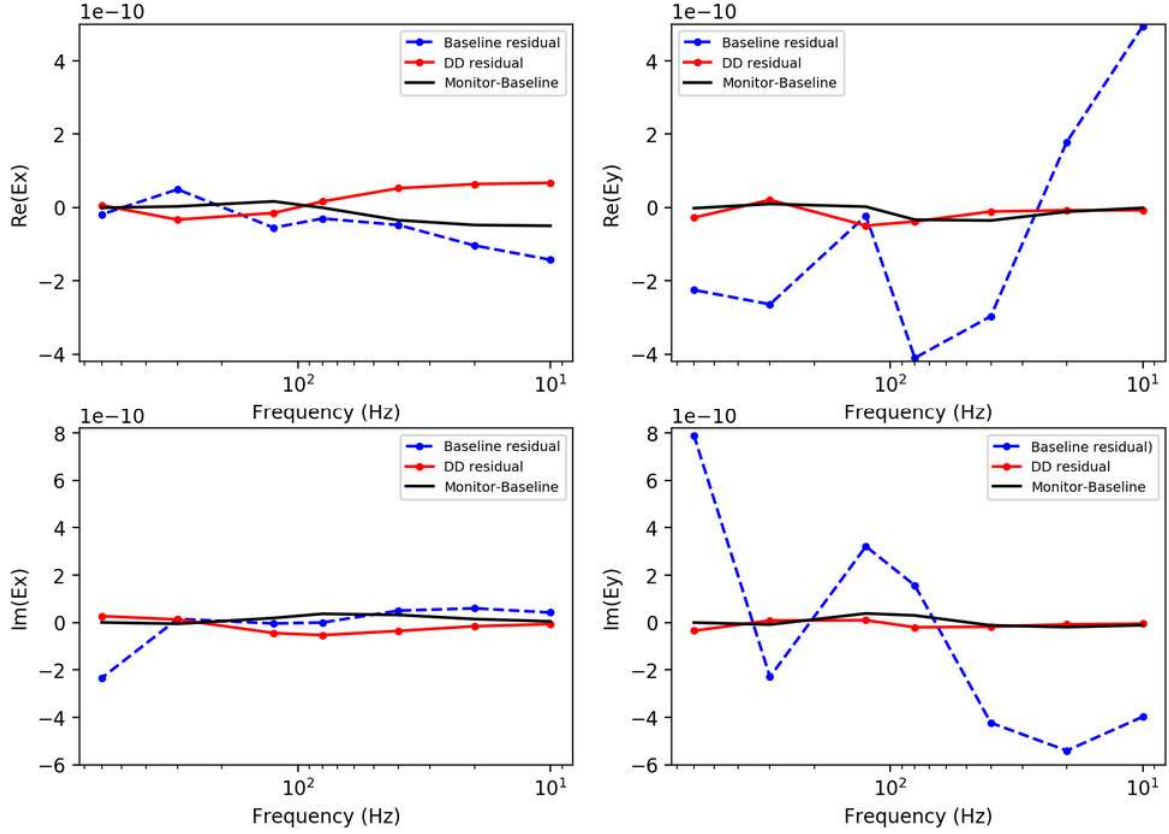 1e−10
Re(Ex)
4
2
0
−2
−4
Baseline residual
DD residual
Monitor-Baseline
10²
10¹
Frequency (Hz)
1e−10
Re(Ey)
4
2
0
−2
−4
Baseline residual
DD residual
Monitor-Baseline
10²
10¹
Frequency (Hz)
1e−10
Im(Ex)
8
6
4
2
0
−2
−4
−6
Baseline residual
DD residual
Monitor-Baseline
10²
10¹
Frequency (Hz)
1e−10
Im(Ey)
8
6
4
2
0
−2
−4
−6
Baseline residual)
DD residual
Monitor-Baseline
10²
10¹
Frequency (Hz)